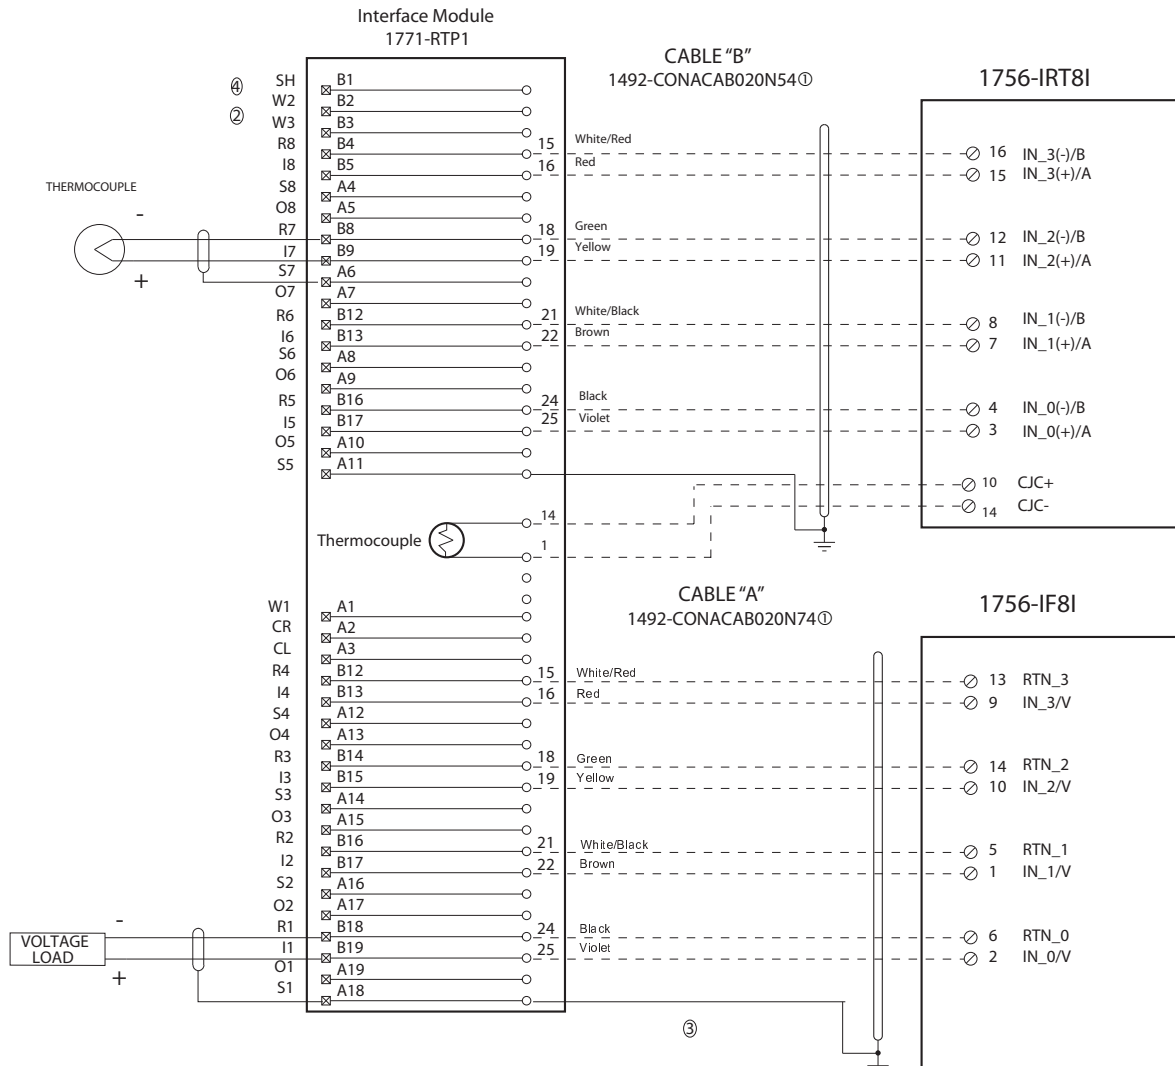 Interface Module
1771-RTP1
CABLE “B”
1492-CONACAB020N54①
1756-IRT8I
④
②
SH B1
W2 B2
W3 B3
R8 B4 15 White/Red 16 IN_3(-)/B
I8 B5 16 Red 15 IN_3(+)/A
S8 A4
THERMOCOUPLE
O8 A5
-
R7 B8 18 Green 12 IN_2(-)/B
I7 B9 19 Yellow 11 IN_2(+)/A
+
S7 A6
O7 A7
R6 B12 21 White/Black 8 IN_1(-)/B
I6 B13 22 Brown 7 IN_1(+)/A
S6 A8
O6 A9
R5 B16 24 Black 4 IN_0(-)/B
I5 B17 25 Violet 3 IN_0(+)/A
O5 A10
S5 A11
10 CJC+
14 CJC-
Thermocouple
14
1
CABLE “A”
1492-CONACAB020N74①
1756-IF8I
W1 A1
CR A2
CL A3
R4 B12 15 White/Red 13 RTN_3
I4 B13 16 Red 9 IN_3/V
S4 A12
O4 A13
R3 B14 18 Green 14 RTN_2
I3 B15 19 Yellow 10 IN_2/V
S3 A14
O3 A15
R2 B16 21 White/Black 5 RTN_1
I2 B17 22 Brown 1 IN_1/V
S2 A16
O2 A17
-
R1 B18 24 Black 6 RTN_0
VOLTAGE
LOAD
I1 B19 25 Violet 2 IN_0/V
+
O1 A19
S1 A18
③